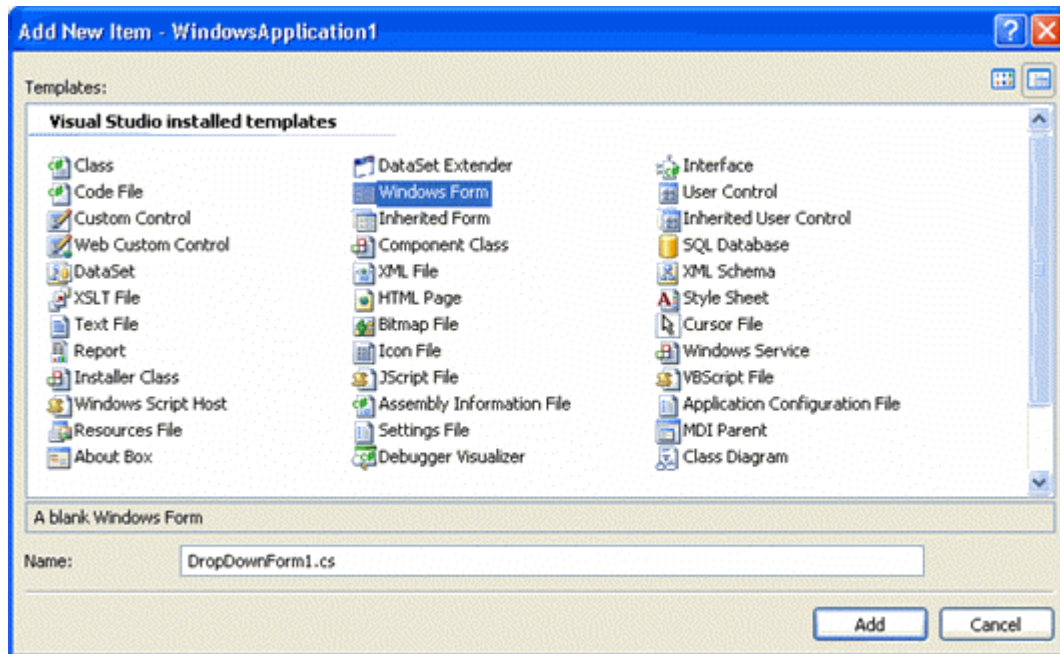 Add New Item - WindowsApplication1
Templates:
Visual Studio installed templates
Class DataSet Extender Interface
Code File Windows Form User Control
Custom Control Inherited Form Inherited User Control
Web Custom Control Component Class SQL Database
DataSet XML File XML Schema
XSLT File HTML Page Style Sheet
Text File Bitmap File Cursor File
Report Icon File Windows Service
Installer Class JScript File VBScript File
Windows Script Host Assembly Information File Application Configuration File
Resources File Settings File MDI Parent
About Box Debugger Visualizer Class Diagram
A blank Windows Form
Name: DropDownForm1.cs
Add Cancel